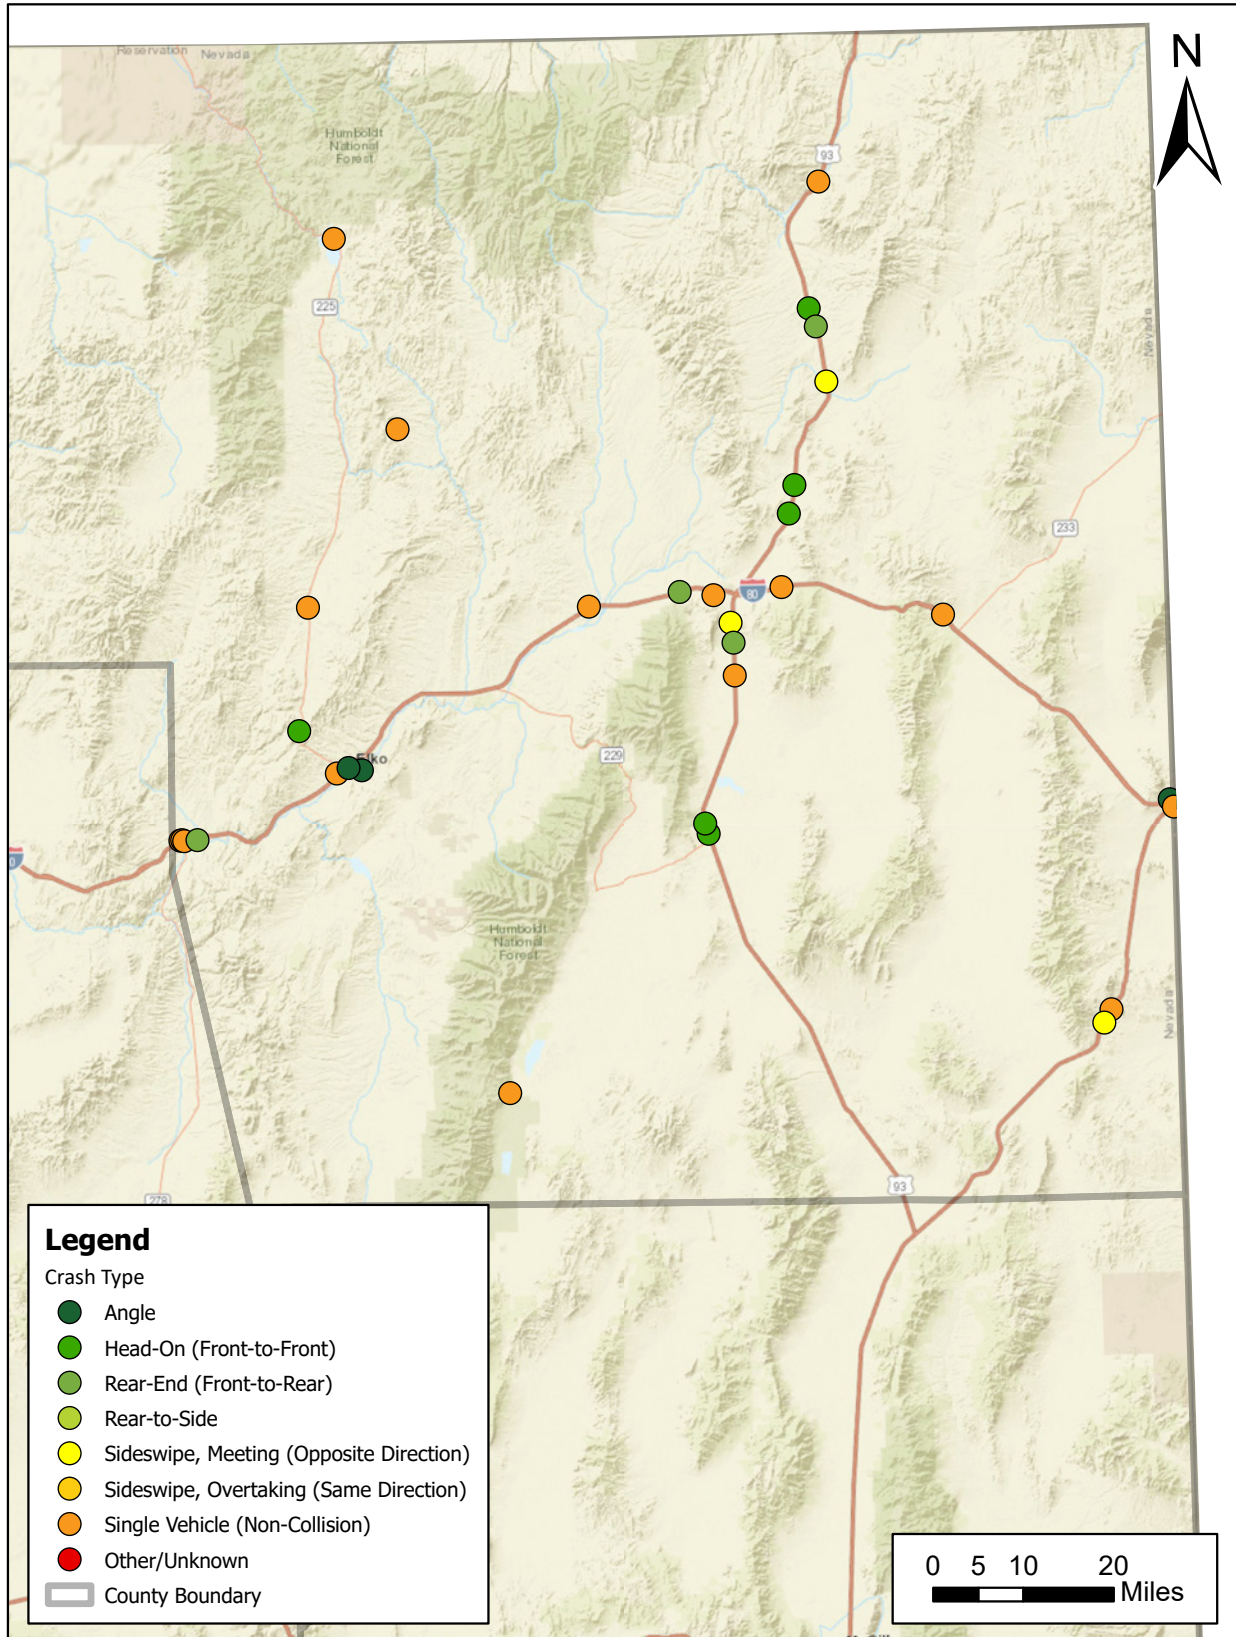 Reservation
Nevada
N
Humboldt
National
Forest
93
225
Nevada
233
80
229
Elko
Humboldt
National
Forest
Nevada
93
278
Legend
Crash Type
Angle
Head-On (Front-to-Front)
Rear-End (Front-to-Rear)
Rear-to-Side
Sideswipe, Meeting (Opposite Direction)
Sideswipe, Overtaking (Same Direction)
Single Vehicle (Non-Collision)
Other/Unknown
County Boundary
0 5 10 20
Miles